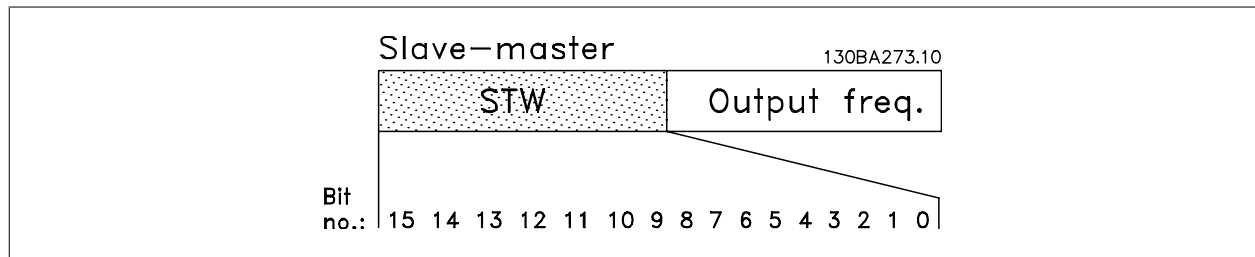 Slave-master
130BA273.10
STW
Output freq.
Bit
no.: 15 14 13 12 11 10 9 8 7 6 5 4 3 2 1 0